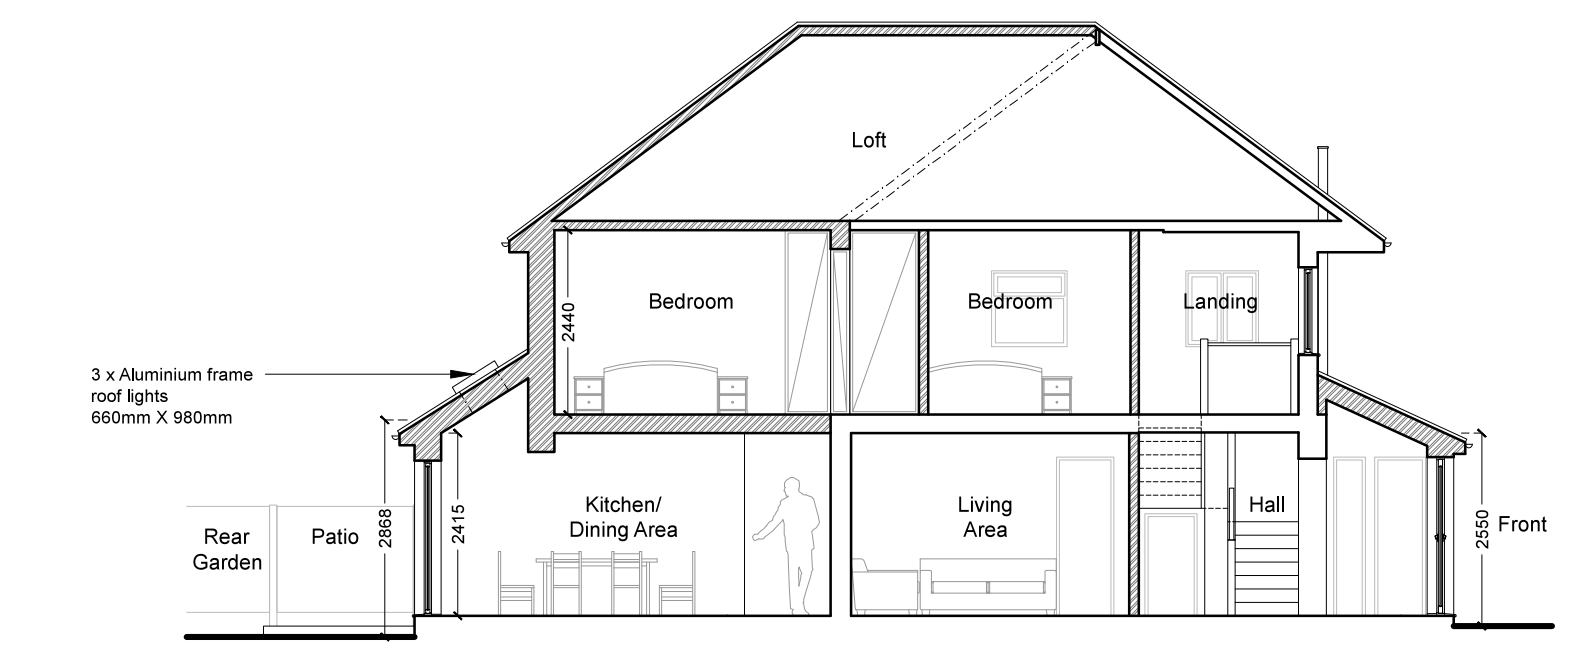 Loft
Bedroom
Bedroom
Landing
2440
3 x Aluminium frame
roof lights
660mm X 980mm
Rear
Garden
Patio
2868
2415
Kitchen/
Dining Area
Living
Area
Hall
2550
Front